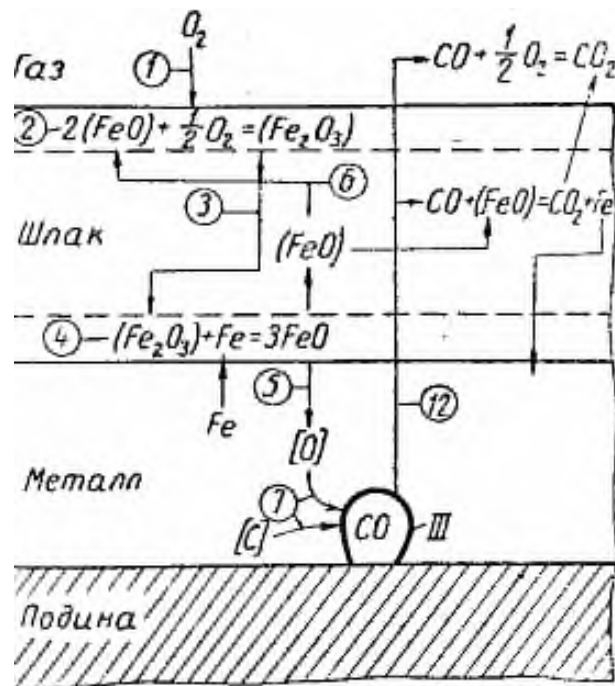 O₂
Газ
1
CO + 1/2 O₂ = CO₂
2 - 2(FeO) + 1/2 O₂ = (Fe₂O₃)
6
3
CO + (FeO) = CO₂ + Fe
Шлак
(FeO)
4 - (Fe₂O₃) + Fe = 3FeO
5
12
Fe
[O]
Металл
7
[C]
CO
III
Подина